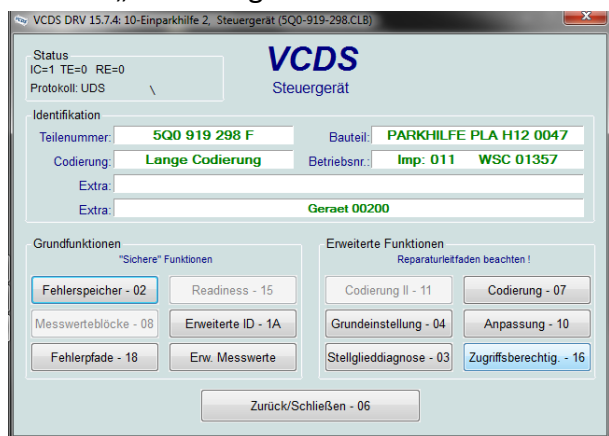 VCDS DRV 15.7.4: 10-Einparkhilfe 2, Steuergerät (5Q0-919-298.CLB)
Status
IC=1 TE=0 RE=0
Protokoll: UDS \
VCDS
Steuergerät
Identifikation
Teilenummer: 5Q0 919 298 F Bauteil: PARKHILFE PLA H12 0047
Codierung: Lange Codierung Betriebsnr.: Imp: 011 WSC 01357
Extra:
Extra: Geraet 00200
Grundfunktionen
"Sichere" Funktionen
Fehlerspeicher - 02 Readiness - 15
Messwerteblöcke - 08 Erweiterte ID - 1A
Fehlerpfade - 18 Erw. Messwerte
Erweiterte Funktionen
Reparaturleitfaden beachten !
Codierung II - 11 Codierung - 07
Grundeinstellung - 04 Anpassung - 10
Stellglieddiagnose - 03 Zugriffsberechtig. - 16
Zurück/Schließen - 06